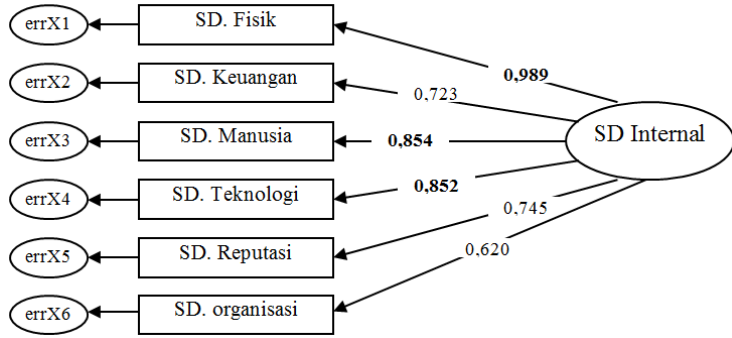 errX1
SD. Fisik
0,989
errX2
SD. Keuangan
0,723
errX3
SD. Manusia
0,854
SD Internal
errX4
SD. Teknologi
0,852
errX5
SD. Reputasi
0,745
errX6
SD. organisasi
0,620